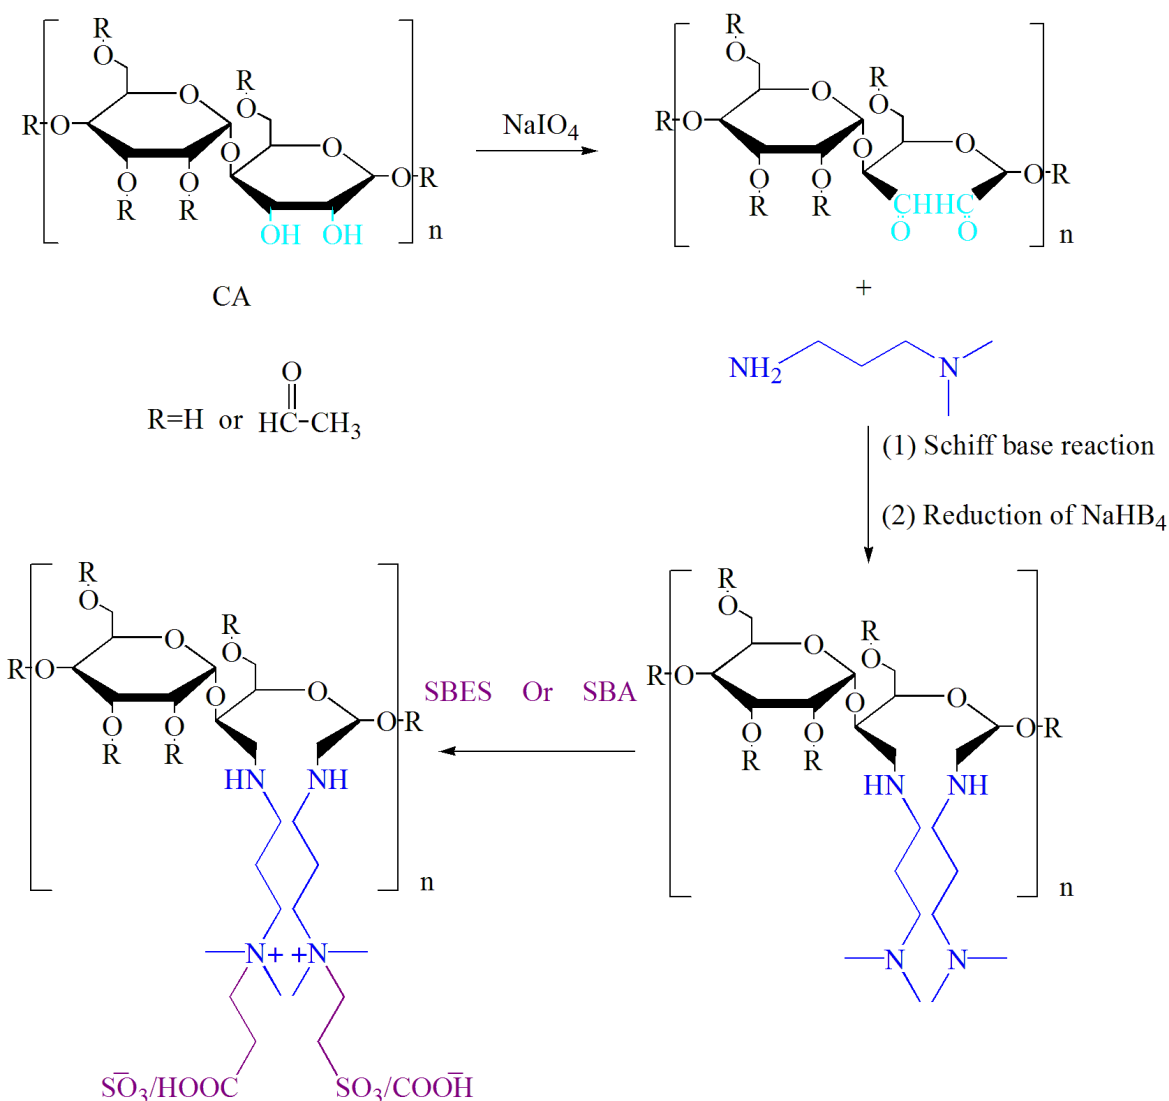 R
O
R
O
O
R-O
O
O
O
O-R
O
R
O
R
OH
OH
n
CA
R=H or
O
HC-CH3
NaIO4
R
O
R
O
O
R-O
O
O
O
O-R
O
R
O
R
CHHC
O
O
n
+
NH2
N
(1) Schiff base reaction
(2) Reduction of NaHB4
R
O
R
O
O
R-O
O
O
O
O-R
O
R
O
R
HN
NH
n
N
N
SBES Or SBA
R
O
R
O
O
R-O
O
O
O
O-R
O
R
O
R
HN
NH
n
N+
+N
SO3/HOOC
SO3/COOH